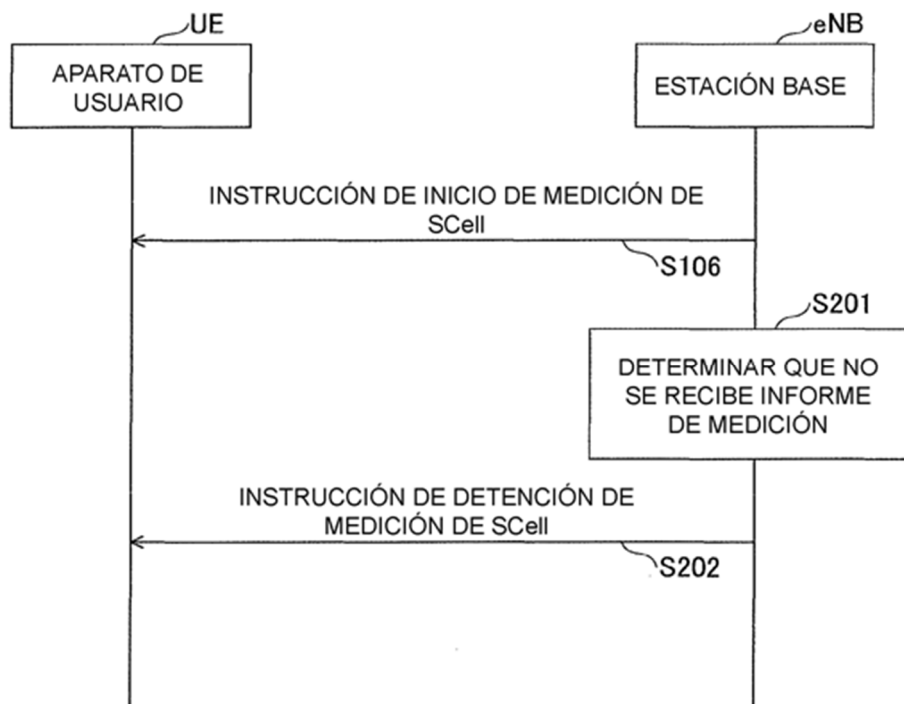 UE
eNB
APARATO DE
USUARIO
ESTACIÓN BASE
INSTRUCCIÓN DE INICIO DE MEDICIÓN DE
SCell
S106
S201
DETERMINAR QUE NO
SE RECIBE INFORME
DE MEDICIÓN
INSTRUCCIÓN DE DETENCIÓN DE
MEDICIÓN DE SCell
S202